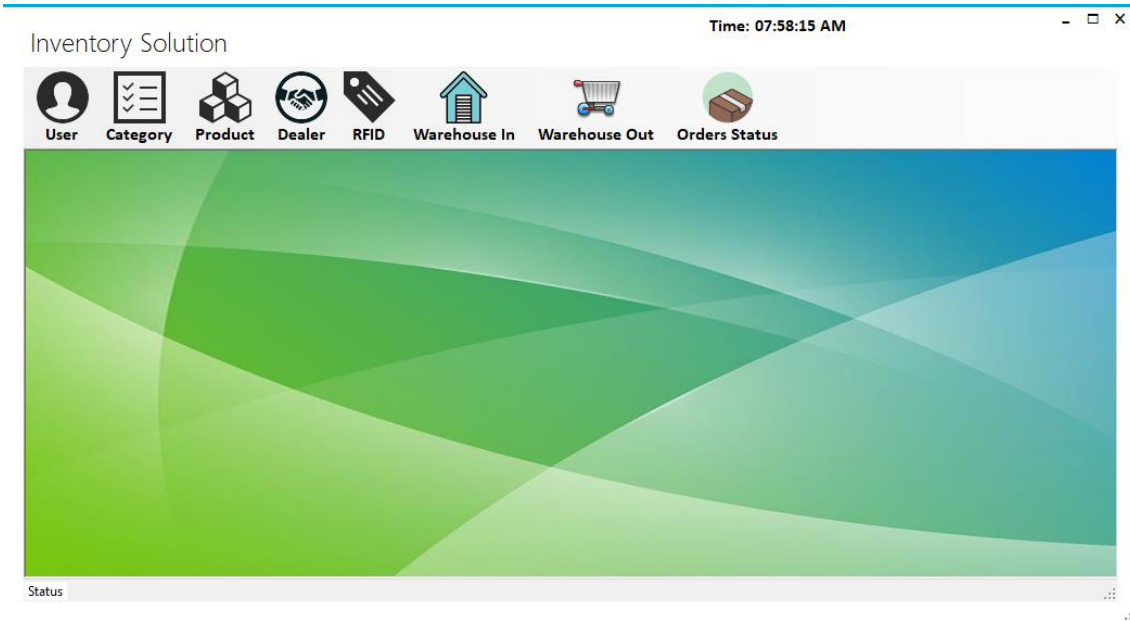 Time: 07:58:15 AM
Inventory Solution
User Category Product Dealer RFID Warehouse In Warehouse Out Orders Status
Status